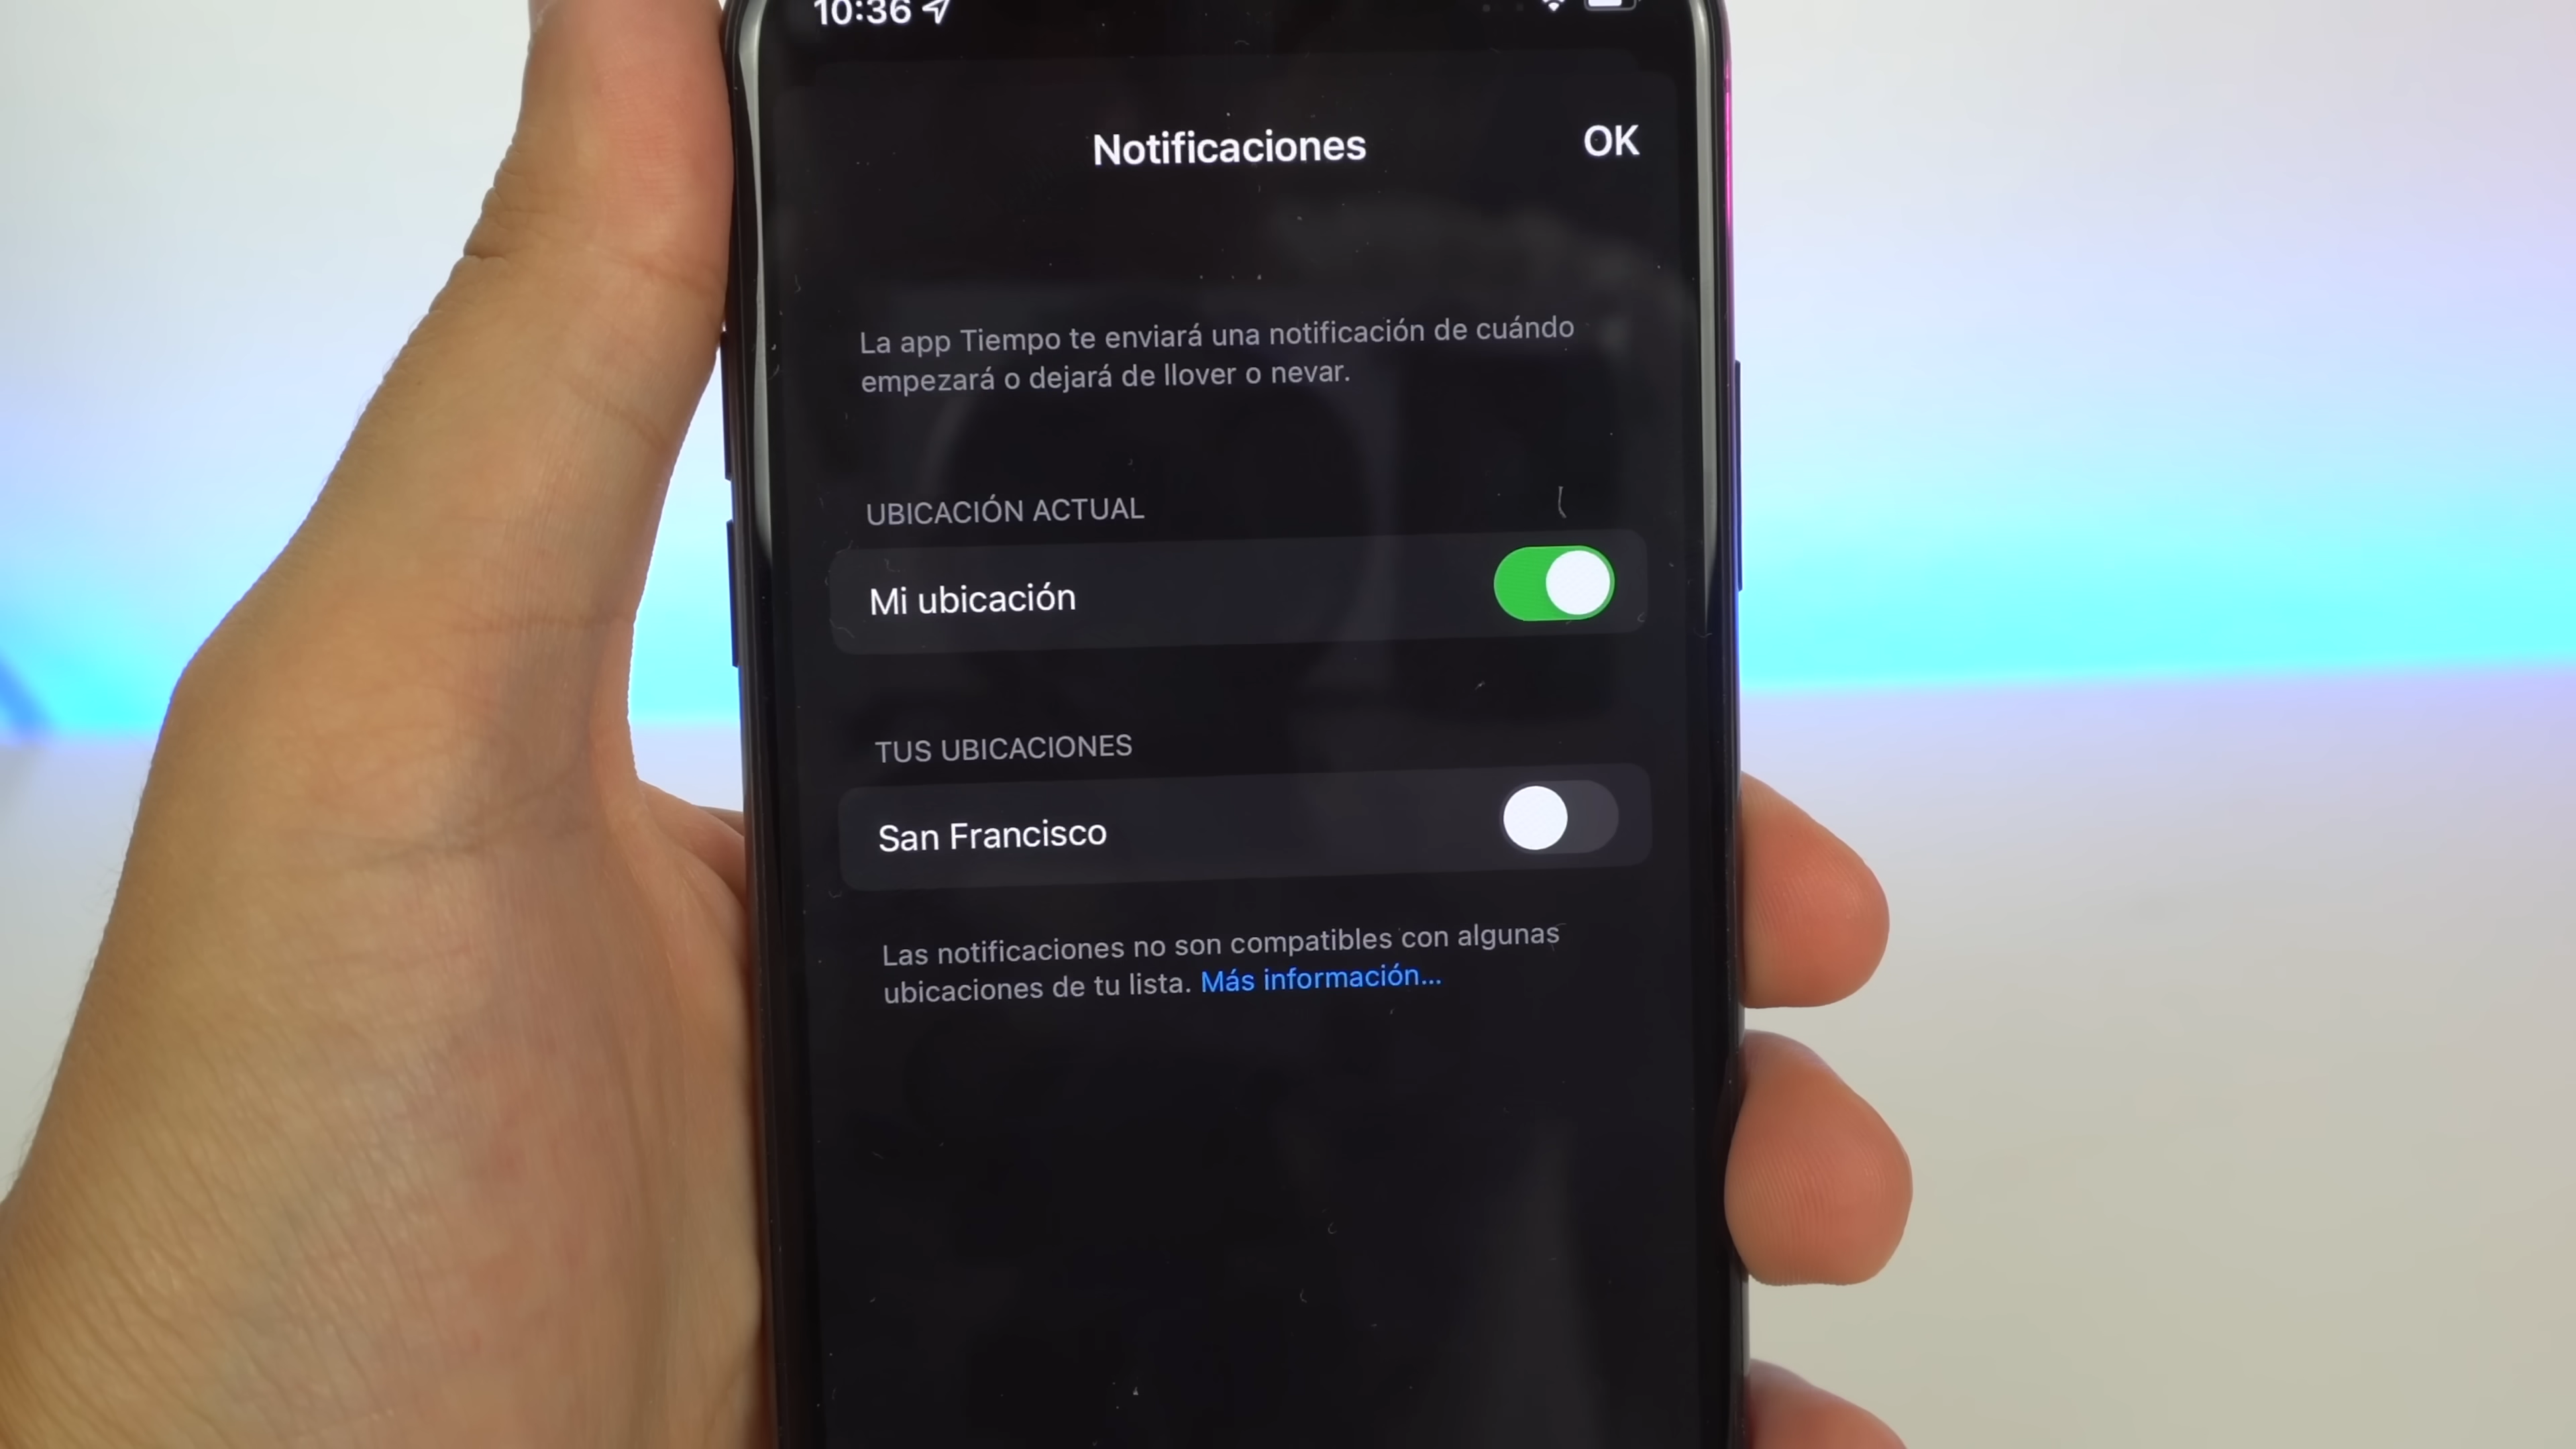 10:36
Notificaciones
OK
La app Tiempo te enviará una notificación de cuándo
empezará o dejará de llover o nevar.
UBICACIÓN ACTUAL
Mi ubicación
TUS UBICACIONES
San Francisco
Las notificaciones no son compatibles con algunas
ubicaciones de tu lista. Más información...